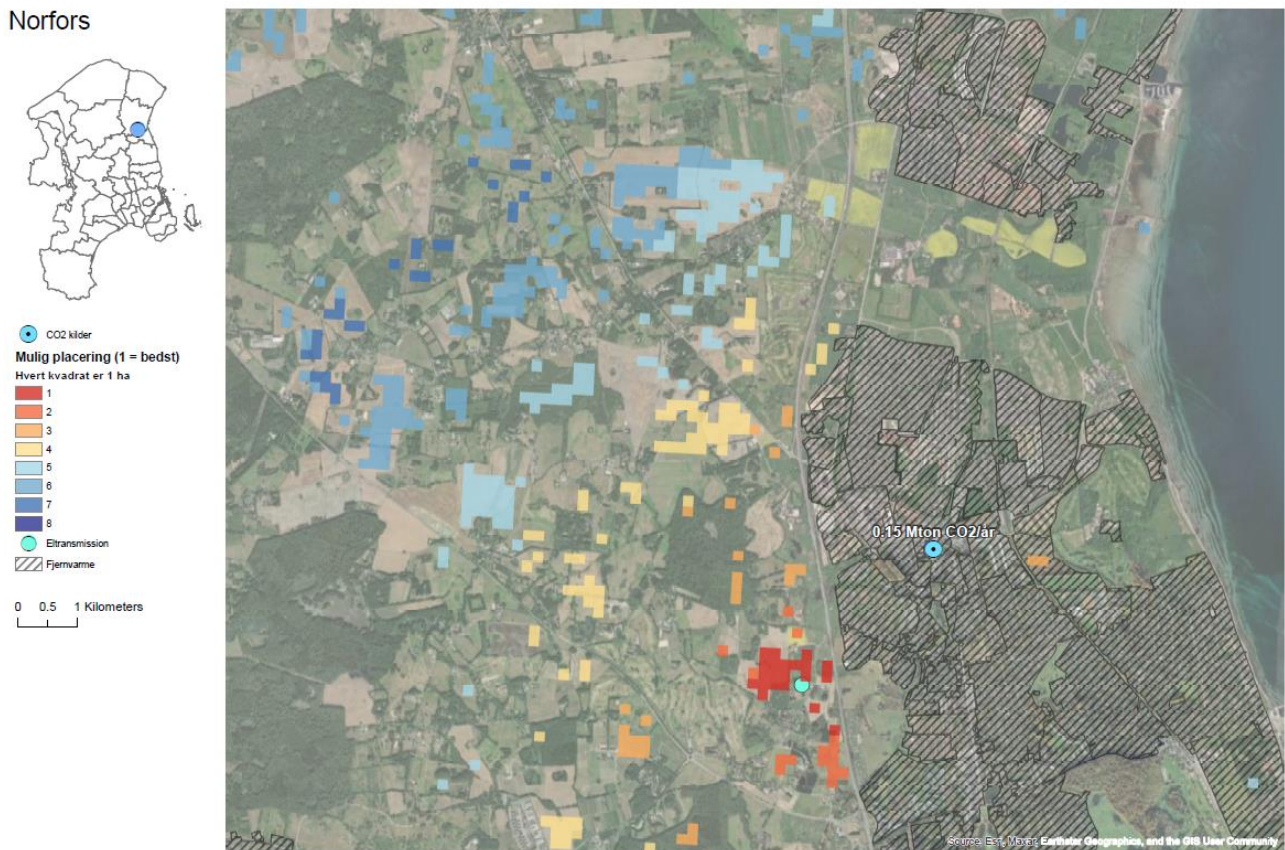 Norfors
CO2 kilder
Mulig placering (1 = bedst)
Hvert kvadrat er 1 ha
1
2
3
4
5
6
7
8
Eltransmission
Fjernvarme
0 0.5 1 Kilometers
0.15 Mton CO2/år
Source: Esri, Maxar, Earthstar Geographics, and the GIS User Community